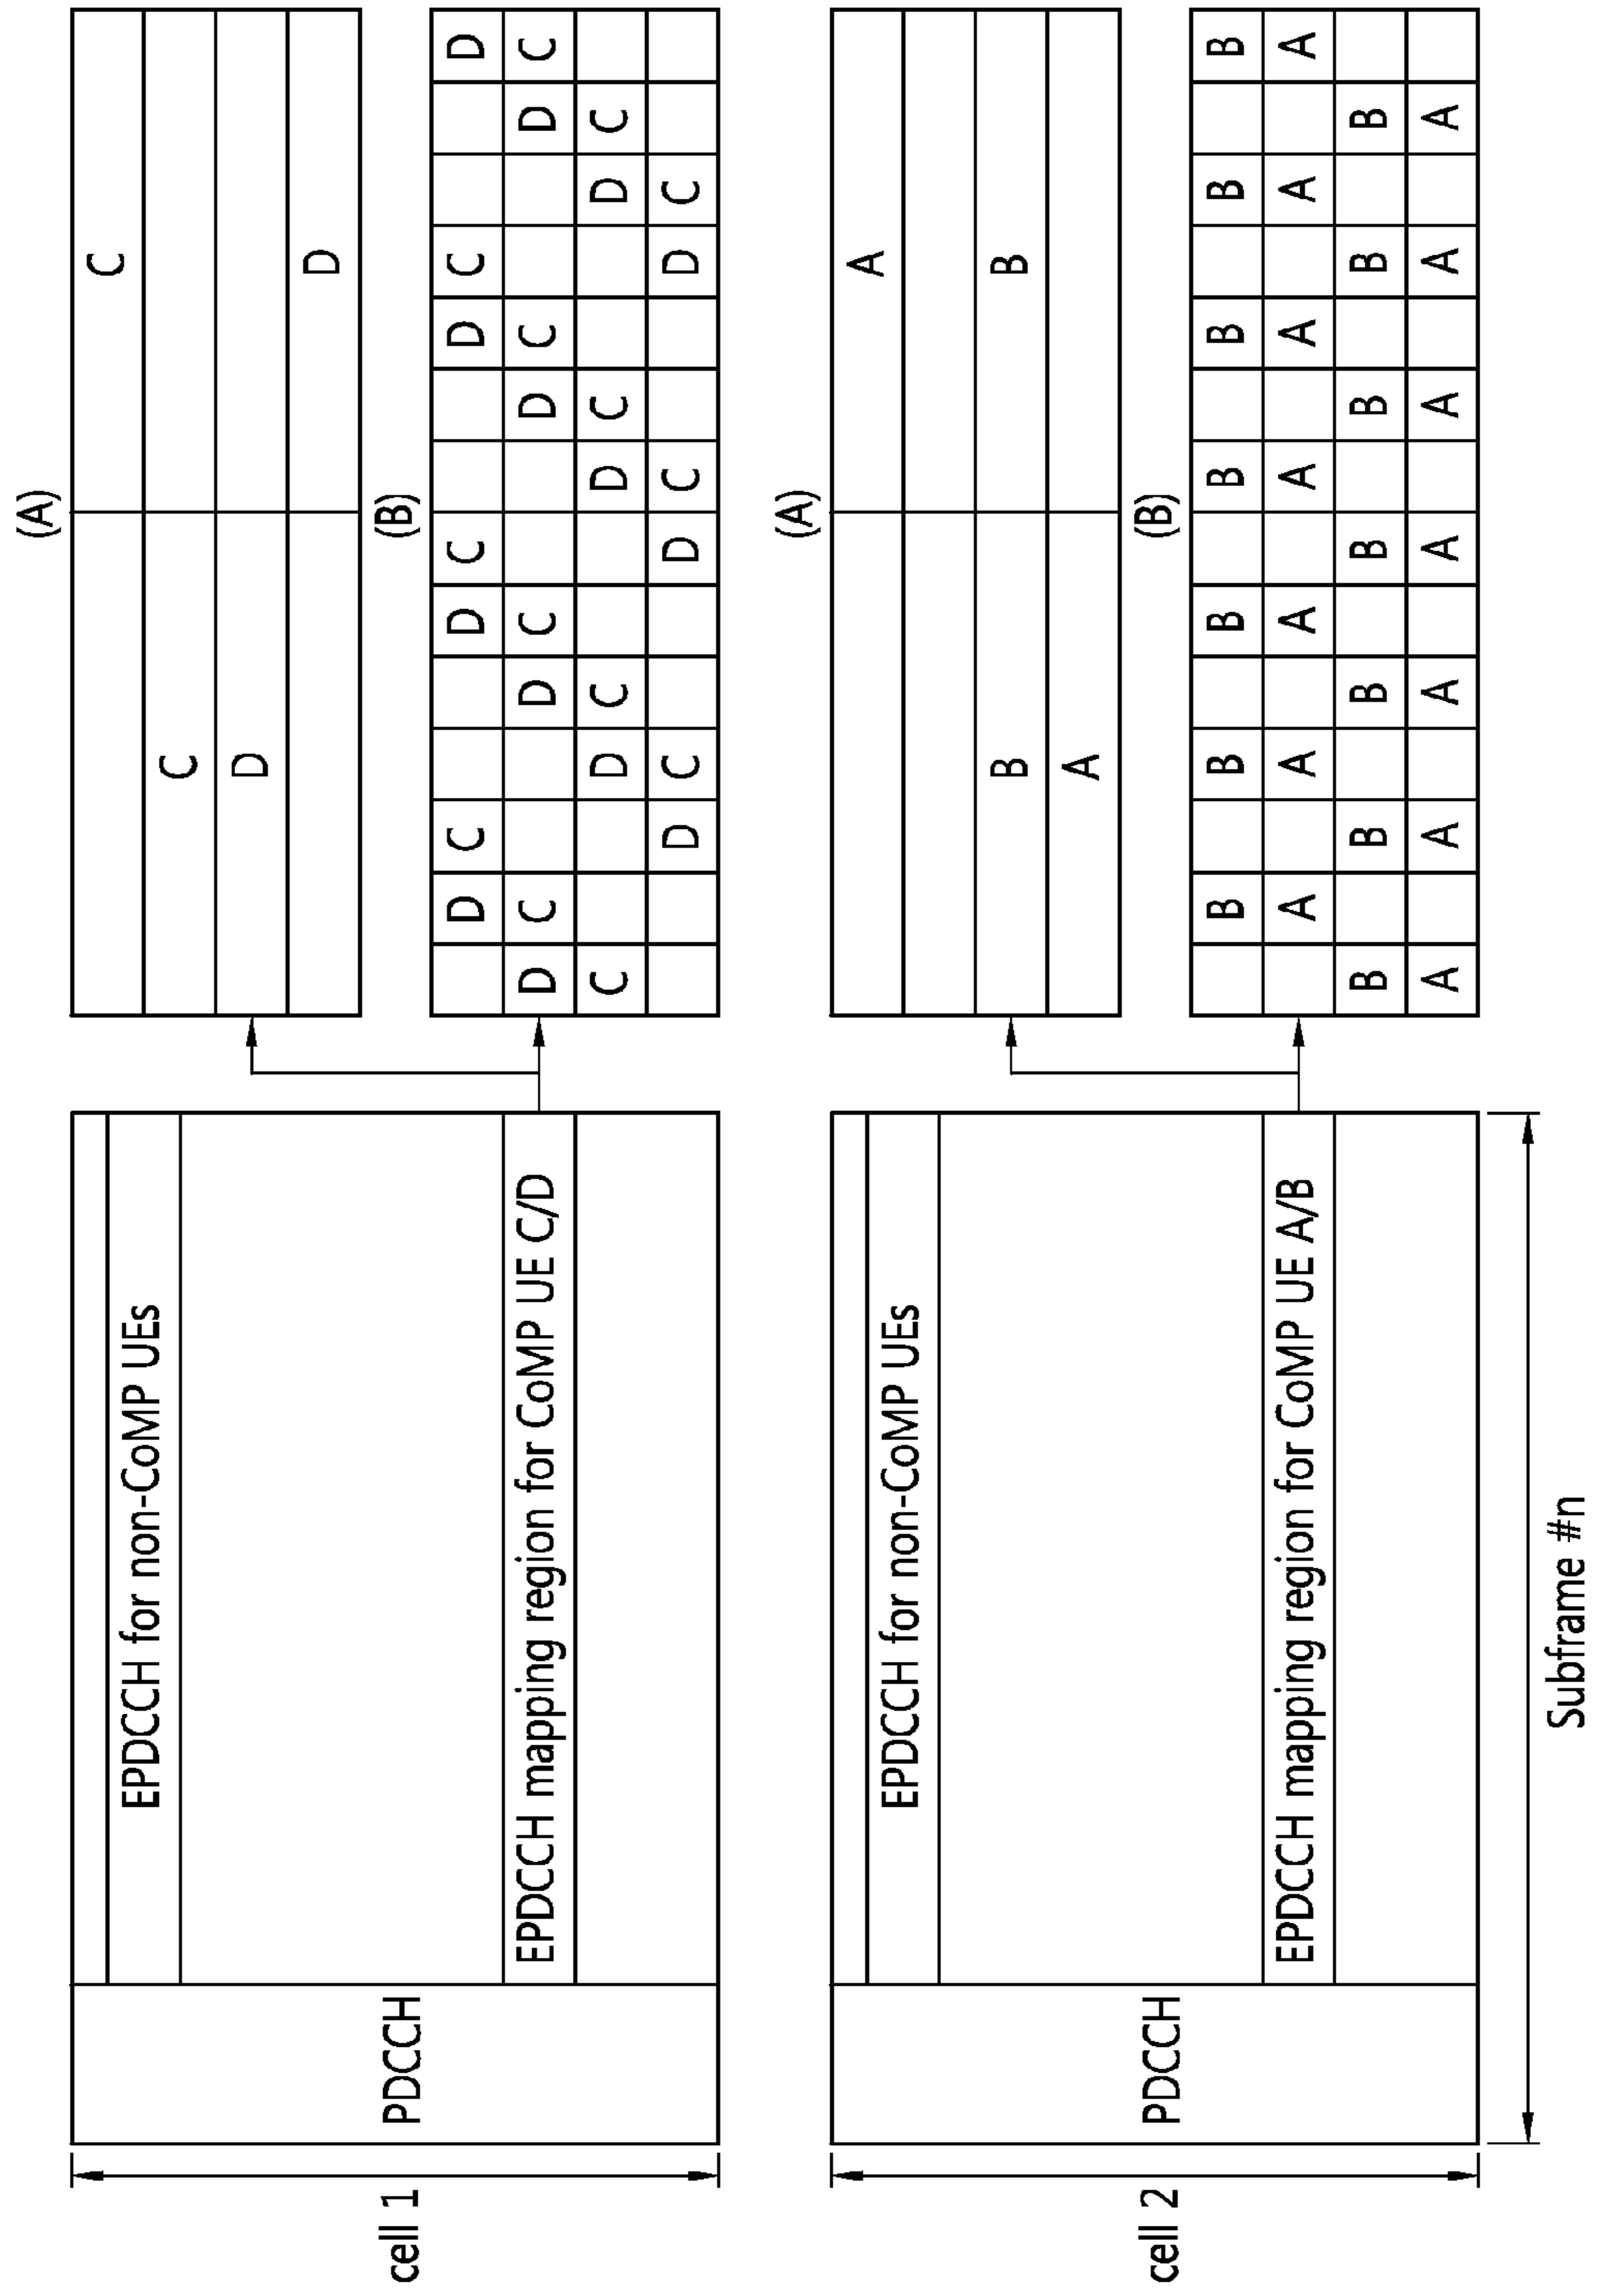 cell 1
PDCCH
EPDCCH for non-CoMP UEs
EPDCCH mapping region for CoMP UE C/D
(A)
C
C
D
D
(B)
D C D C D C D
D C D C D C D C
C D C D C D C
D C D C D C
cell 2
PDCCH
EPDCCH for non-CoMP UEs
EPDCCH mapping region for CoMP UE A/B
(A)
A
B B
A
(B)
B B B B B B B
A A A A A A A
B B B B B B B
A A A A A A A
Subframe #n